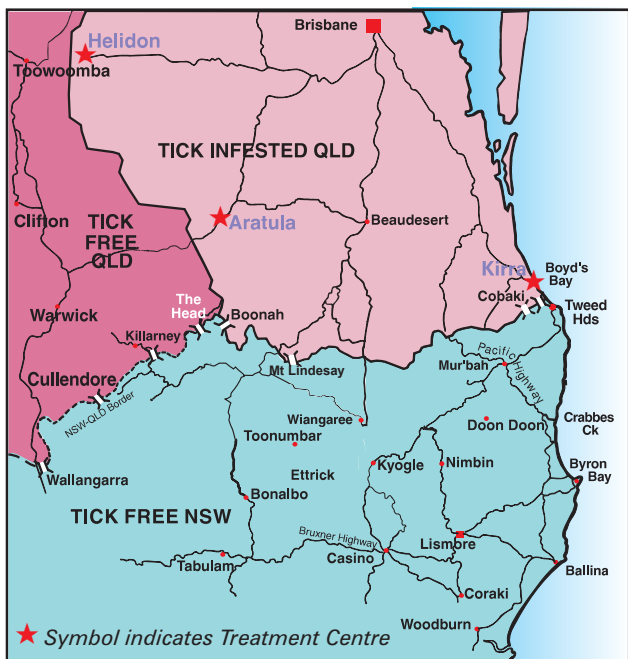 Brisbane
Helidon
Toowoomba
TICK INFESTED QLD
Clifton
TICK
FREE
QLD
Aratula
Beaudesert
Kirra
Boyd's
Bay
Cobaki
Tweed
Hds
Warwick
The
Head
Boonah
Killarney
Cullendore
Mt Lindesay
Mur'bah
Pacific Highway
NSW-QLD Border
Wiangaree
Doon Doon
Crabbes
Ck
Toonumbar
Wallangarra
Ettrick
Kyogle
Nimbin
Byron
Bay
Bonalbo
TICK FREE NSW
Bruxner Highway
Lismore
Tabulam
Casino
Ballina
Coraki
Woodburn
Symbol indicates Treatment Centre